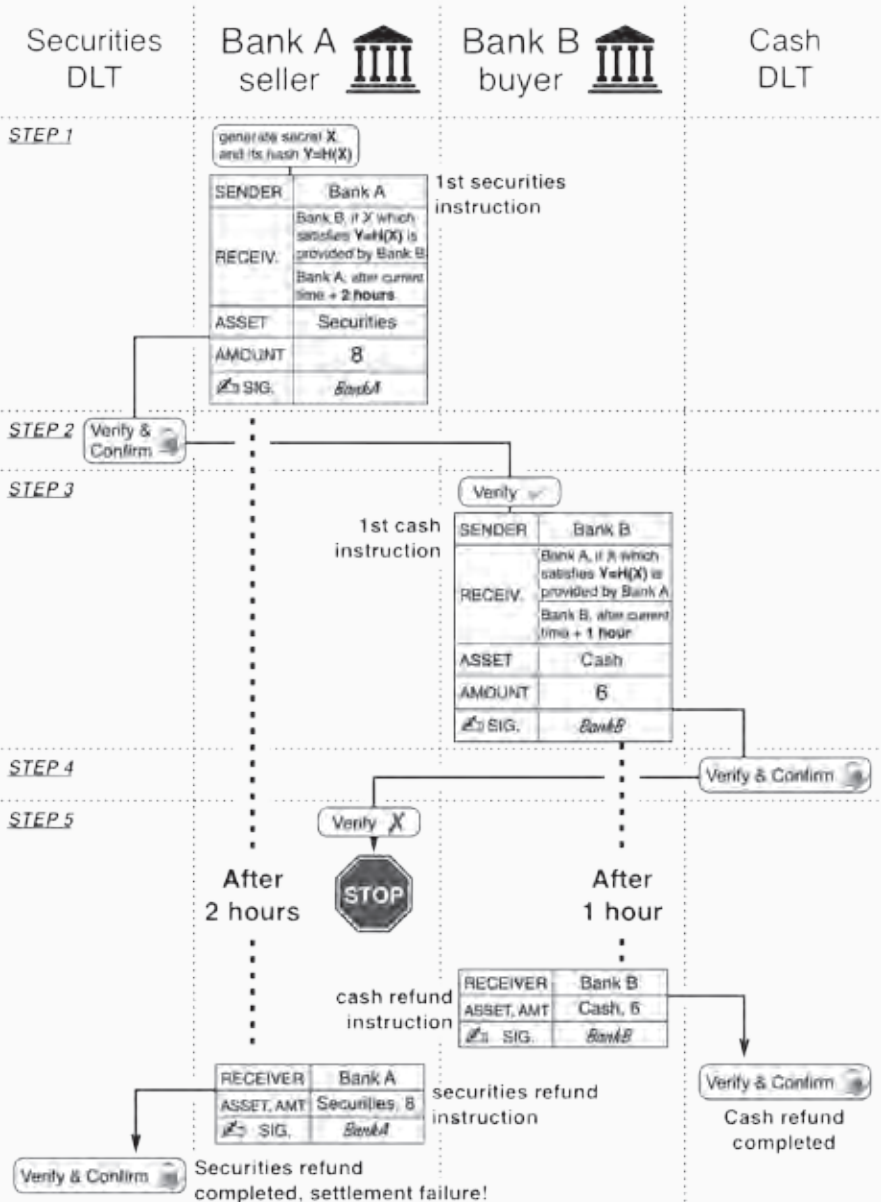 Securities
DLT
Bank A
seller
Bank B
buyer
Cash
DLT
STEP 1
generate secret X
and its hash Y=H(X)
1st securities
instruction
SENDER Bank A
RECEIV.
Bank B, if X which
satisfies Y=H(X) is
provided by Bank B
Bank A, after current
time + 2 hours
ASSET Securities
AMOUNT 8
SIG. BankA
STEP 2
Verify &
Confirm
STEP 3
Verify
1st cash
instruction
SENDER Bank B
RECEIV.
Bank A, if X which
satisfies Y=H(X) is
provided by Bank A
Bank B, after current
time + 1 hour
ASSET Cash
AMOUNT 6
SIG. BankB
STEP 4
Verify & Confirm
STEP 5
Verify X
STOP
After
2 hours
After
1 hour
cash refund
instruction
RECEIVER Bank B
ASSET, AMT Cash, 6
SIG. BankB
RECEIVER Bank A
ASSET, AMT Securities, 8
SIG. BankA
securities refund
instruction
Verify & Confirm
Cash refund
completed
Verify & Confirm
Securities refund
completed, settlement failure!